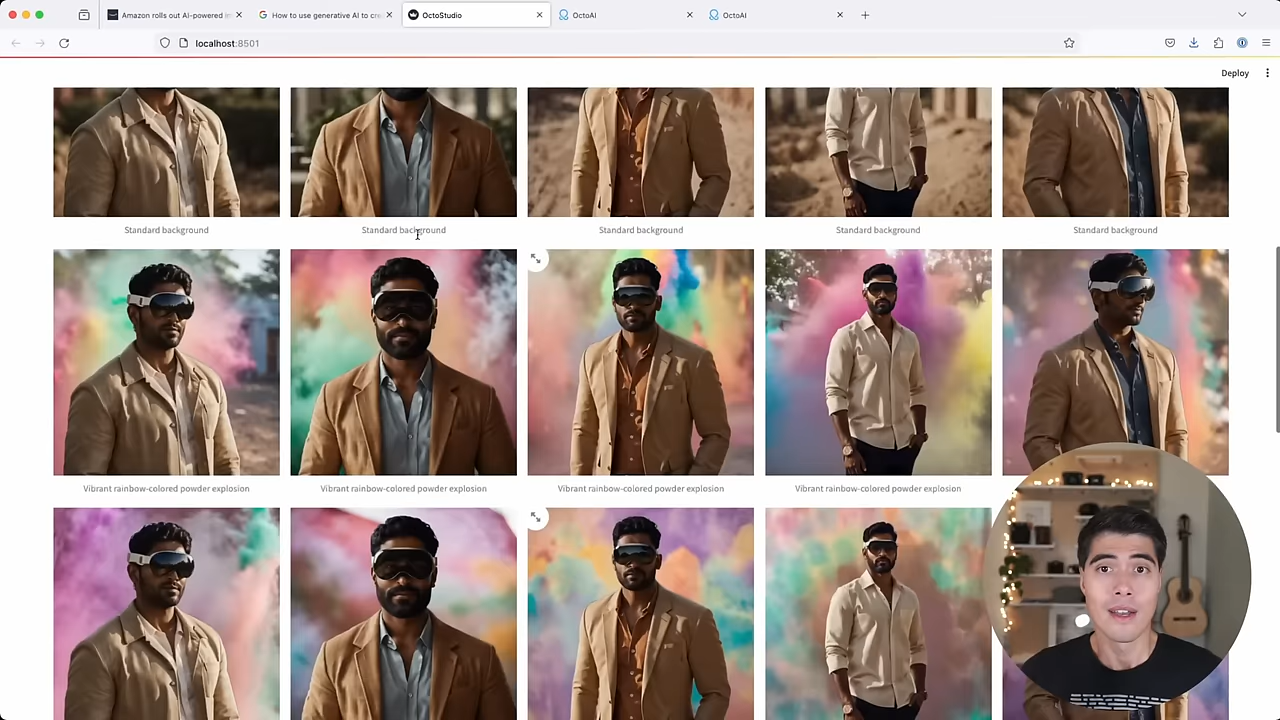 Amazon rolls out AI-powered im
How to use generative AI to cre
OctoStudio
OctoAI
OctoAI
localhost:8501
Deploy
Standard background
Standard background
Standard background
Standard background
Standard background
Vibrant rainbow-colored powder explosion
Vibrant rainbow-colored powder explosion
Vibrant rainbow-colored powder explosion
Vibrant rainbow-colored powder explosion